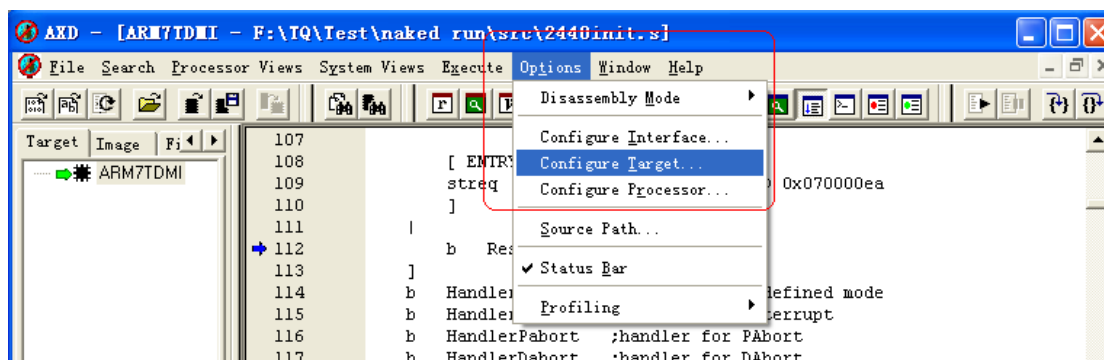 AXD - [ARM7TDMI - F:\TQ\Test\naked run\src\2440init.s]
File Search Processor Views System Views Execute Options Window Help
Target Image Fi
ARM7TDMI
Disassembly Mode
Configure Interface...
Configure Target...
Configure Processor...
Source Path...
Status Bar
Profiling
107
108 [ ENTRY
109 streq 0x070000ea
110 ]
111 |
112 b Res
113 ]
114 b Handler defined mode
115 b Handler terrupt
116 b HandlerPabort ;handler for PAbort
117 b HandlerDabort ;handler for DAbort